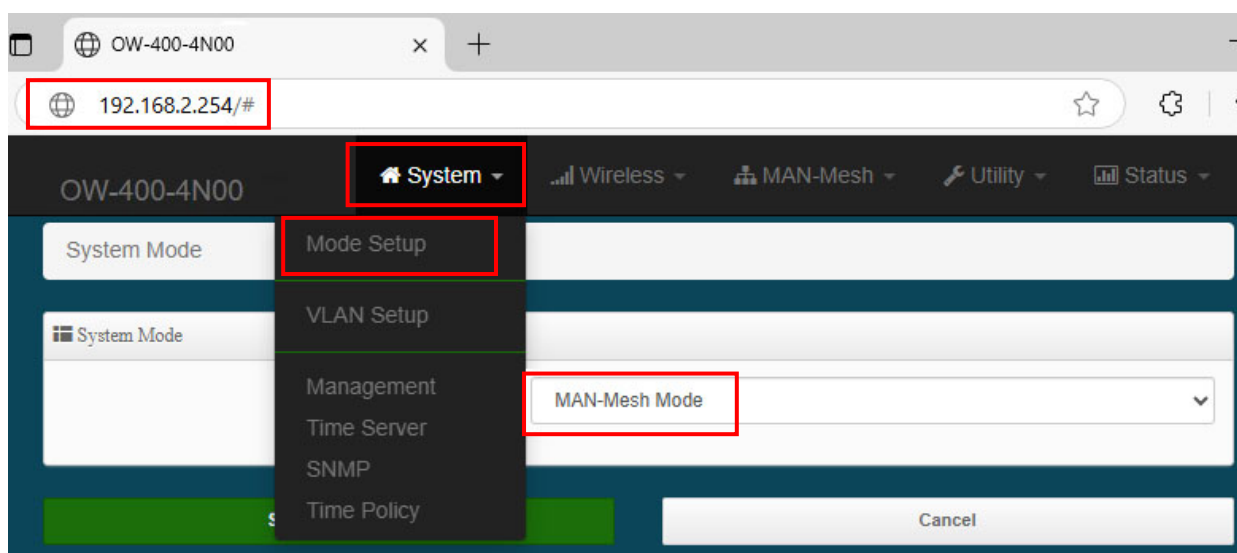 OW-400-4N00
192.168.2.254/#
OW-400-4N00 System Wireless MAN-Mesh Utility Status
System Mode
Mode Setup
VLAN Setup
System Mode
Management
MAN-Mesh Mode
Time Server
SNMP
Time Policy
Cancel